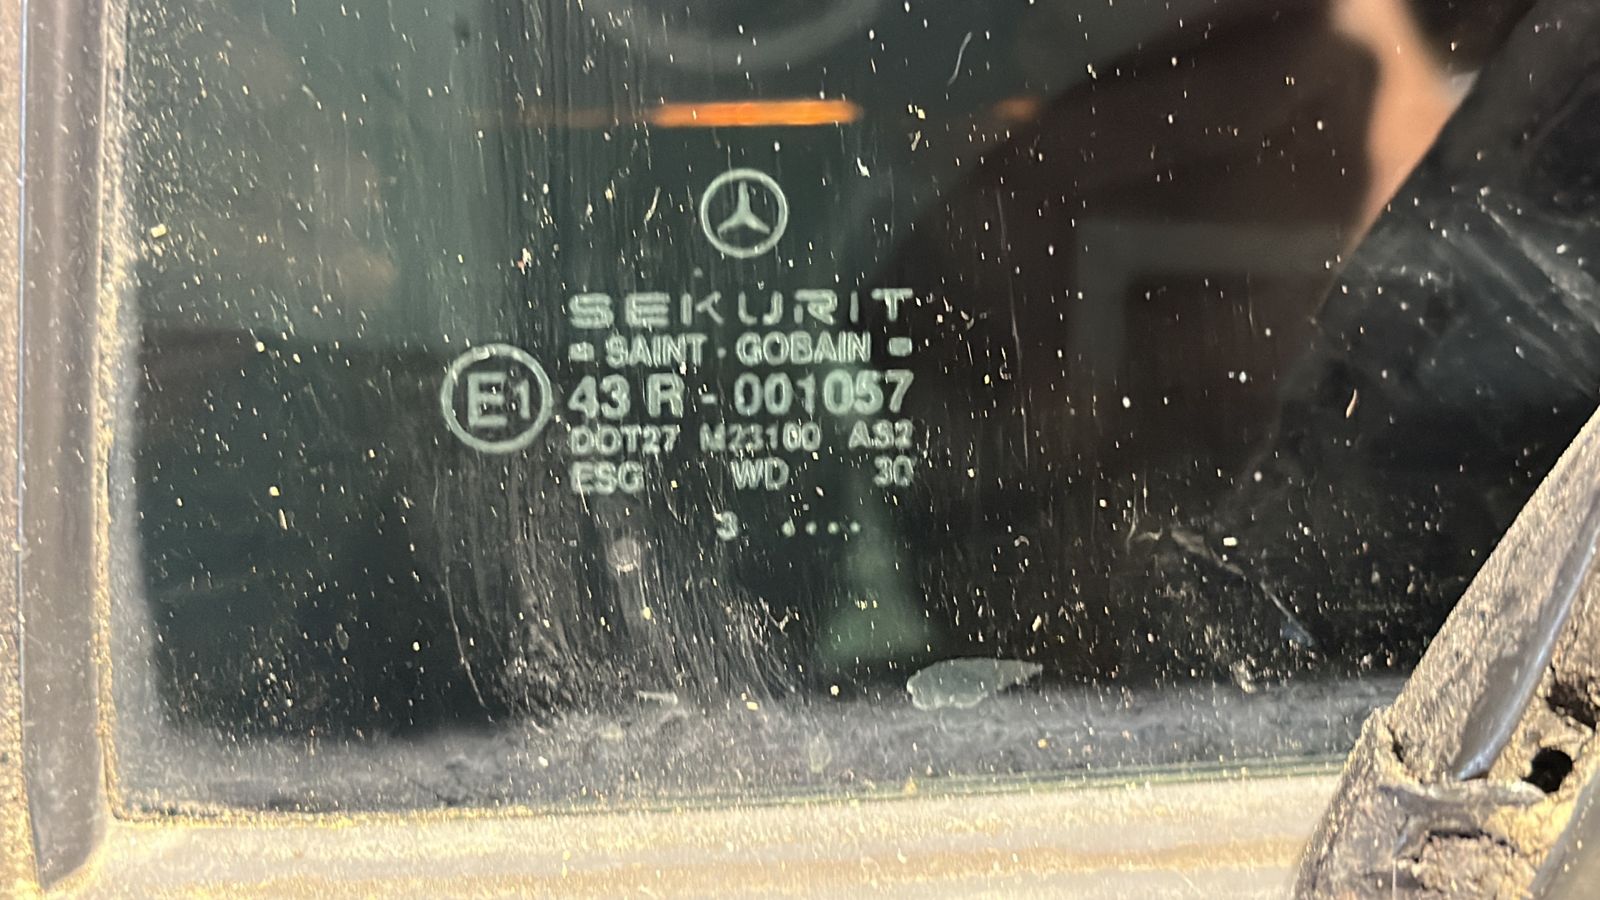 SEKURIT
SAINT - GOBAIN
E1
43 R - 001057
DOT27 M23100 AS2
ESG WD 30
3 ....